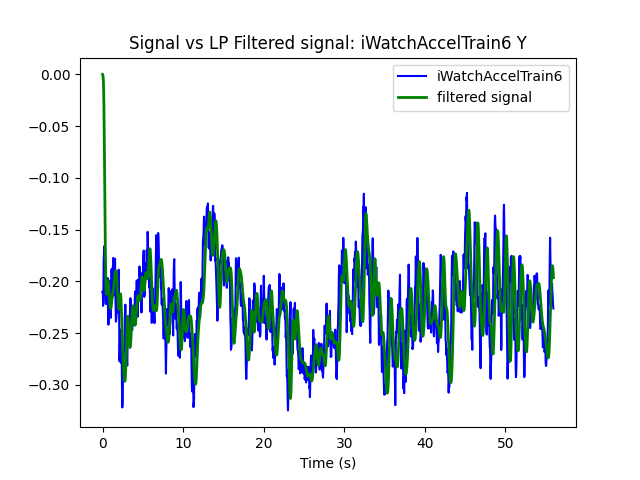 Signal vs LP Filtered signal: iWatchAccelTrain6 Y
iWatchAccelTrain6
filtered signal
0.00
−0.05
−0.10
−0.15
−0.20
−0.25
−0.30
0 10 20 30 40 50
Time (s)